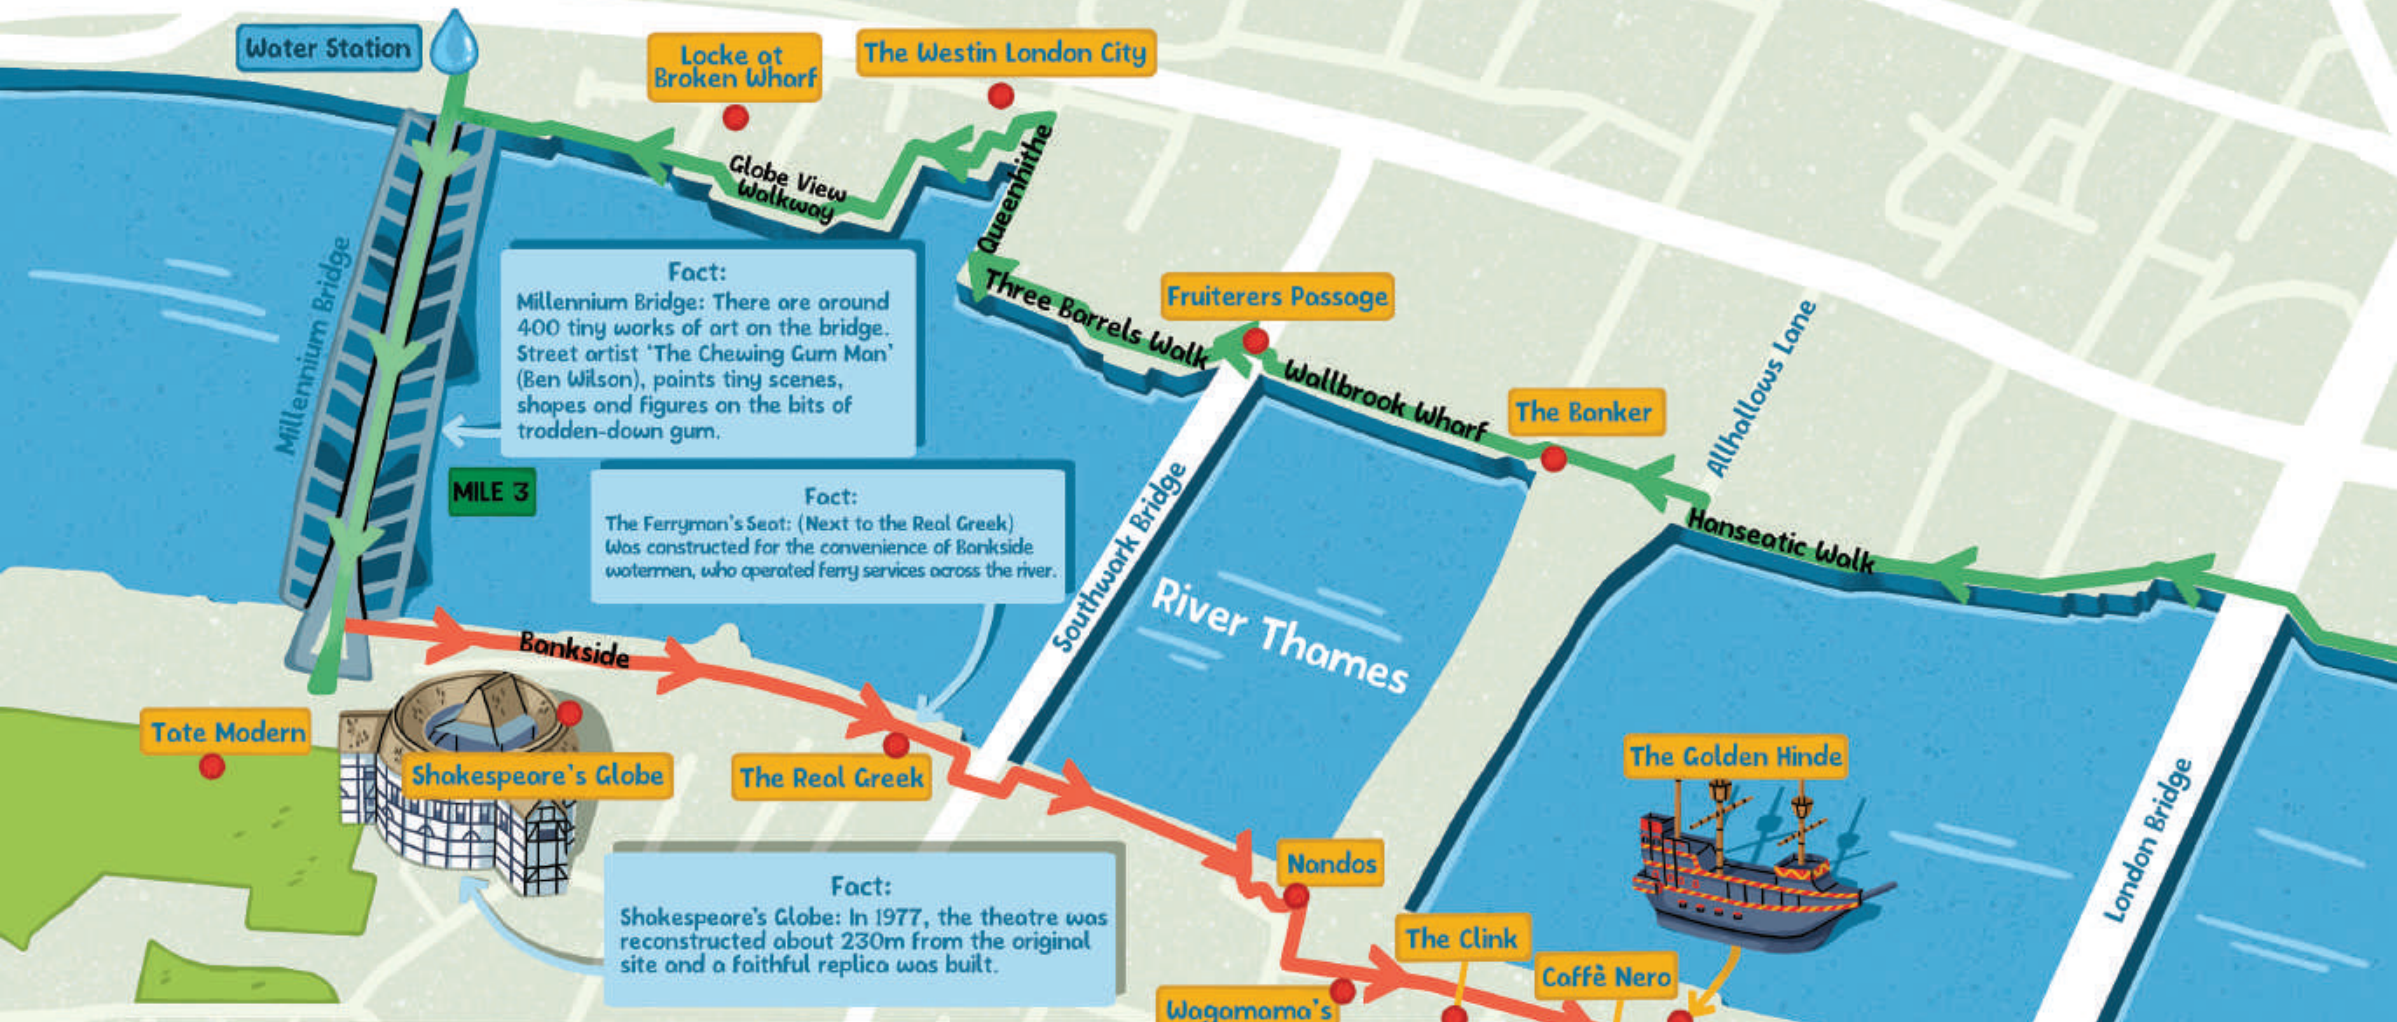 Water Station
Locke at
Broken Wharf
The Westin London City
Globe View
Walkway
Queenhithe
Millennium Bridge
Fact:
Millennium Bridge: There are around
400 tiny works of art on the bridge.
Street artist ‘The Chewing Gum Man’
(Ben Wilson), paints tiny scenes,
shapes and figures on the bits of
trodden-down gum.
Three Barrels Walk
Fruiterers Passage
Wallbrook Wharf
The Banker
Allhallows Lane
Hanseatic Walk
MILE 3
Fact:
The Ferryman's Seat: (Next to the Real Greek)
Was constructed for the convenience of Bankside
watermen, who operated ferry services across the river.
Southwark Bridge
River Thames
London Bridge
Bankside
Tate Modern
Shakespeare's Globe
The Real Greek
The Golden Hinde
Nandos
Fact:
Shakespeare's Globe: In 1977, the theatre was
reconstructed about 230m from the original
site and a faithful replica was built.
The Clink
Caffè Nero
Wagamama's